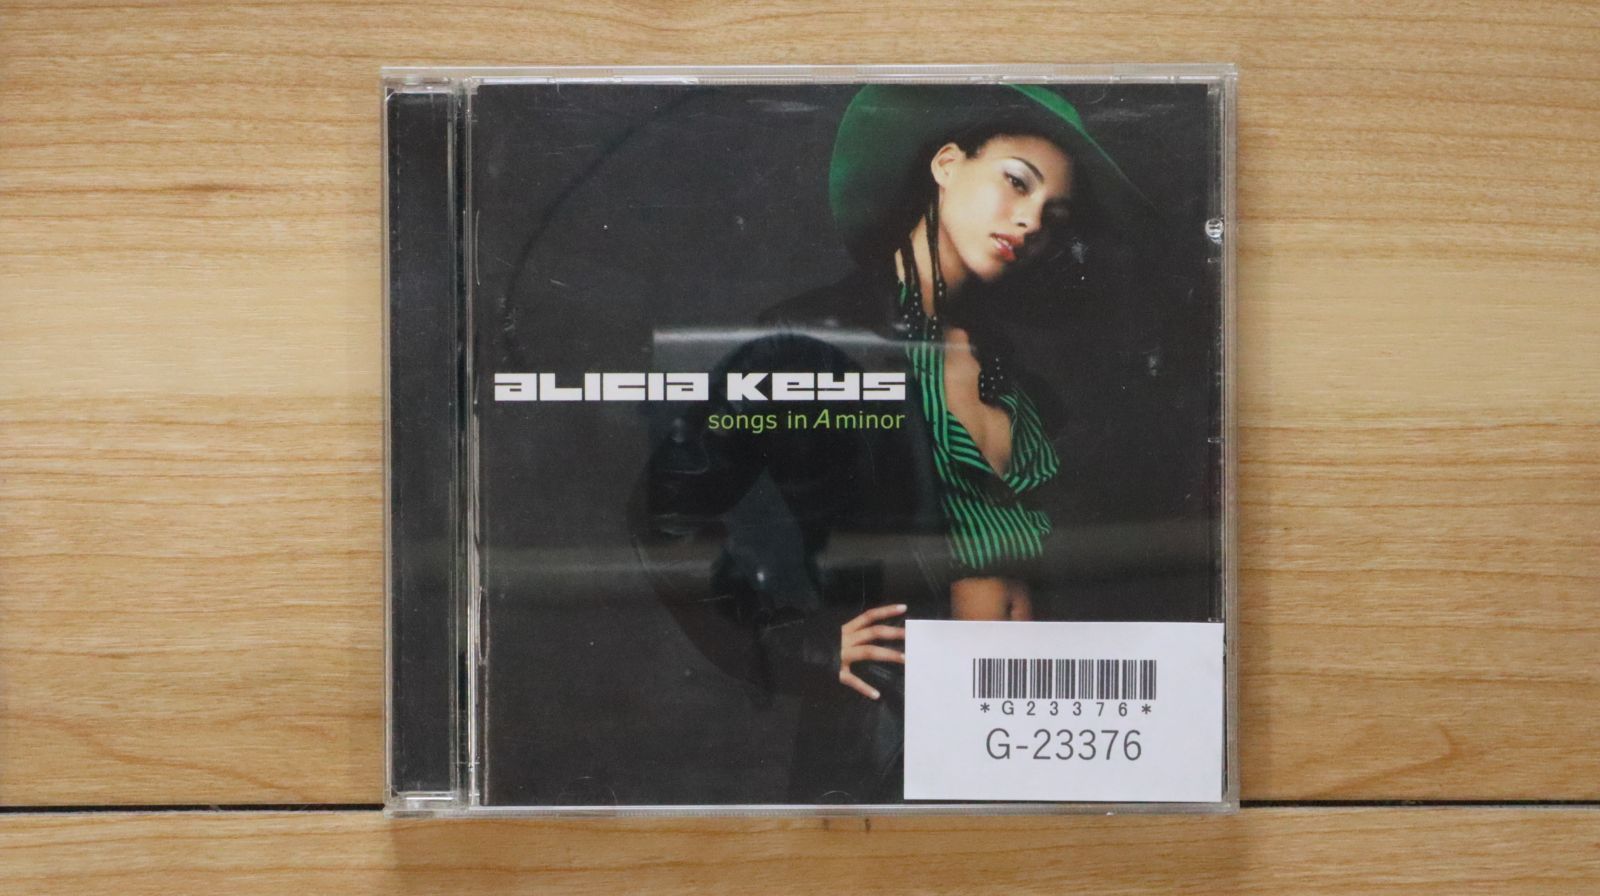 alicia keys
songs in A minor
*G23376*
G-23376